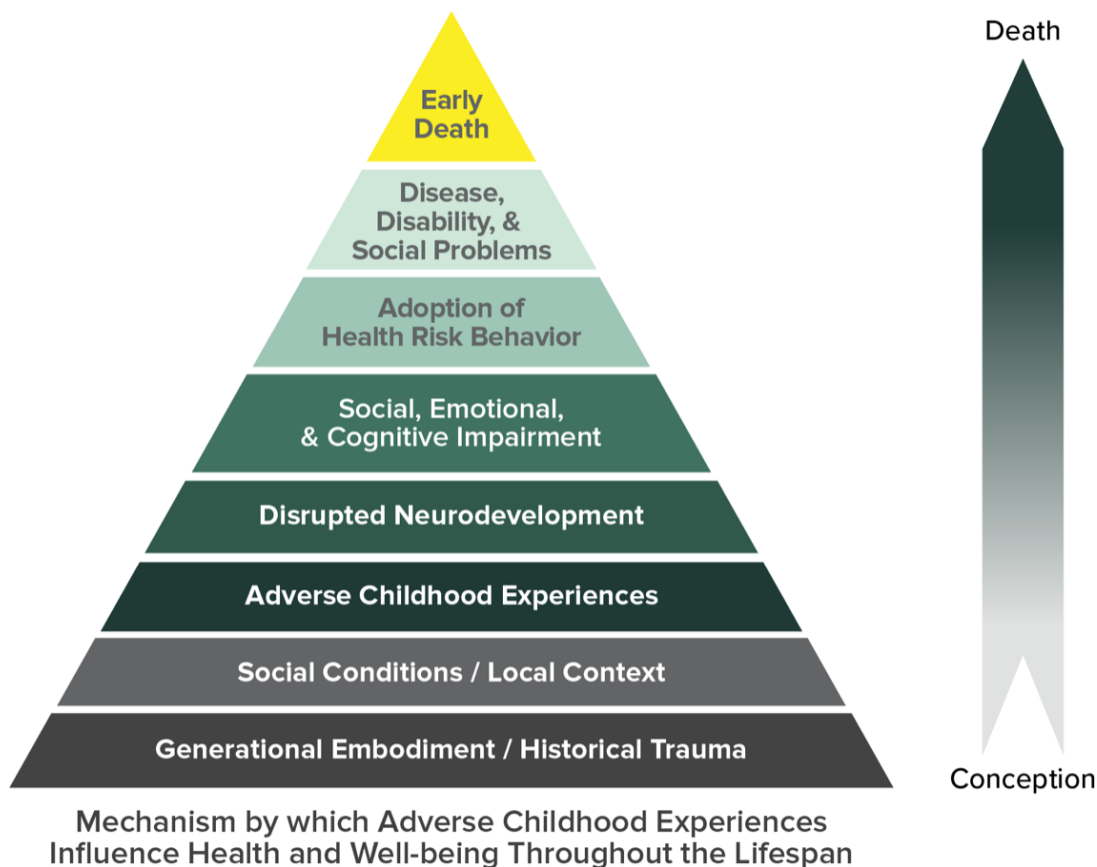 Early
Death
Disease,
Disability, &
Social Problems
Adoption of
Health Risk Behavior
Social, Emotional,
& Cognitive Impairment
Disrupted Neurodevelopment
Adverse Childhood Experiences
Social Conditions / Local Context
Generational Embodiment / Historical Trauma
Mechanism by which Adverse Childhood Experiences
Influence Health and Well-being Throughout the Lifespan
Death
Conception